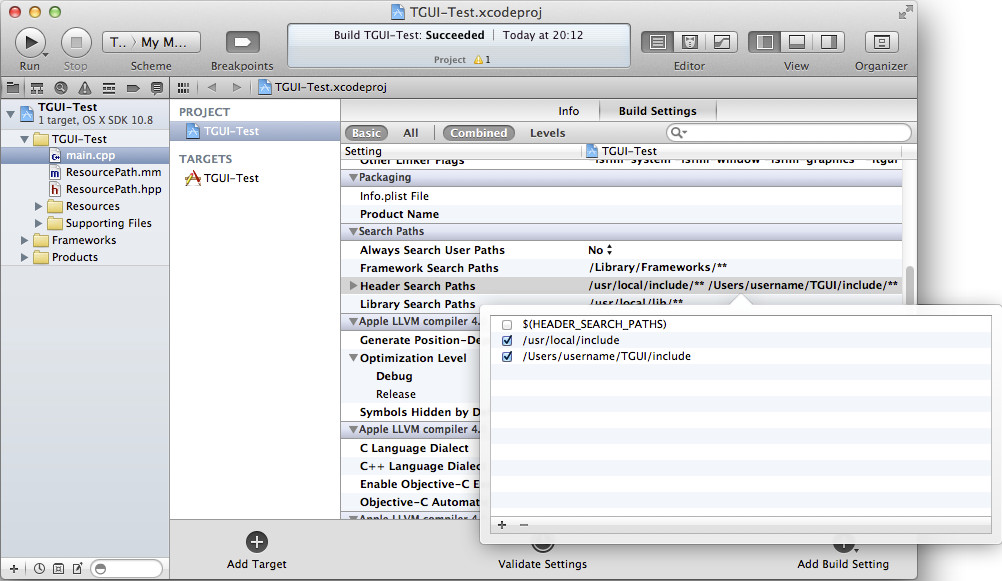 TGUI-Test.xcodeproj
Run
Stop
T... My M...
Scheme
Breakpoints
Build TGUI-Test: Succeeded | Today at 20:12
Project 1
Editor
View
Organizer
TGUI-Test.xcodeproj
TGUI-Test
1 target, OS X SDK 10.8
TGUI-Test
main.cpp
ResourcePath.mm
ResourcePath.hpp
Resources
Supporting Files
Frameworks
Products
PROJECT
TGUI-Test
TARGETS
TGUI-Test
Info
Build Settings
Basic All Combined Levels
Setting TGUI-Test
Other Linker Flags
Packaging
Info.plist File
Product Name
Search Paths
Always Search User Paths No
Framework Search Paths /Library/Frameworks/**
Header Search Paths /usr/local/include/** /Users/username/TGUI/include/**
Library Search Paths /usr/local/lib/**
Apple LLVM compiler 4.
Generate Position-De
Optimization Level
Debug
Release
Symbols Hidden by D
Apple LLVM compiler 4.
C Language Dialect
C++ Language Dialec
Enable Objective-C E
Objective-C Automat
Apple LLVM compiler 4.
$(HEADER_SEARCH_PATHS)
/usr/local/include
/Users/username/TGUI/include
Add Target
Validate Settings
Add Build Setting